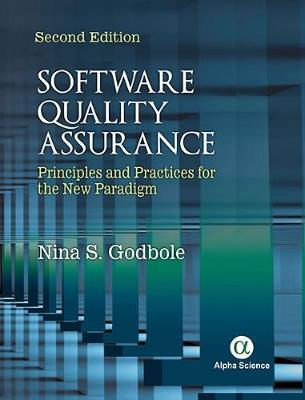 Second Edition
SOFTWARE
QUALITY
ASSURANCE
Principles and Practices for
the New Paradigm
Nina S. Godbole
α
Alpha Science